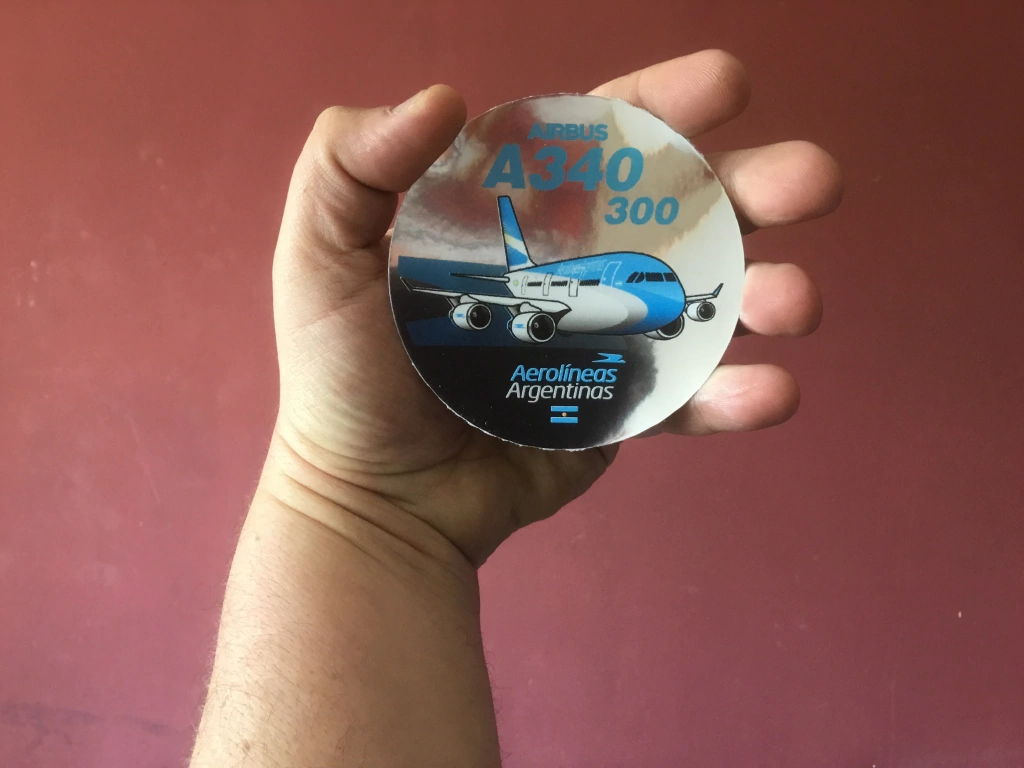 AIRBUS
A340
300
Aerolíneas
Argentinas